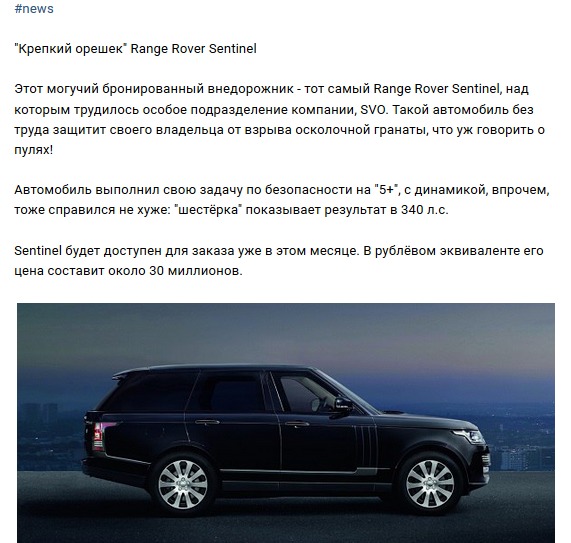 #news
"Крепкий орешек" Range Rover Sentinel
Этот могучий бронированный внедорожник - тот самый Range Rover Sentinel, над
которым трудилось особое подразделение компании, SVO. Такой автомобиль без
труда защитит своего владельца от взрыва осколочной гранаты, что уж говорить о
пулях!
Автомобиль выполнил свою задачу по безопасности на "5+", с динамикой, впрочем,
тоже справился не хуже: "шестёрка" показывает результат в 340 л.с.
Sentinel будет доступен для заказа уже в этом месяце. В рублёвом эквиваленте его
цена составит около 30 миллионов.